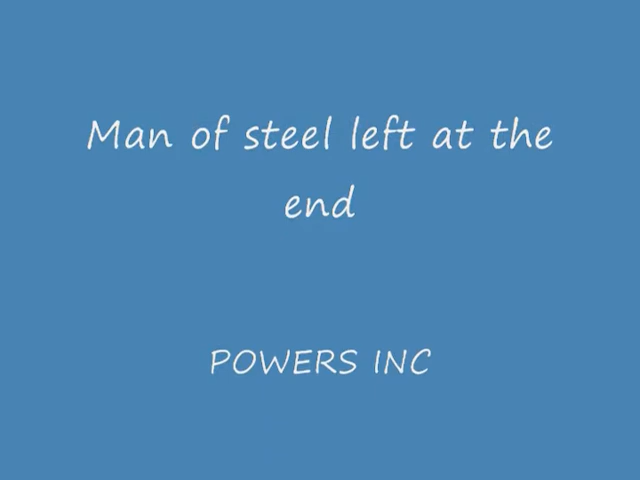 Man of steel left at the
end
POWERS INC